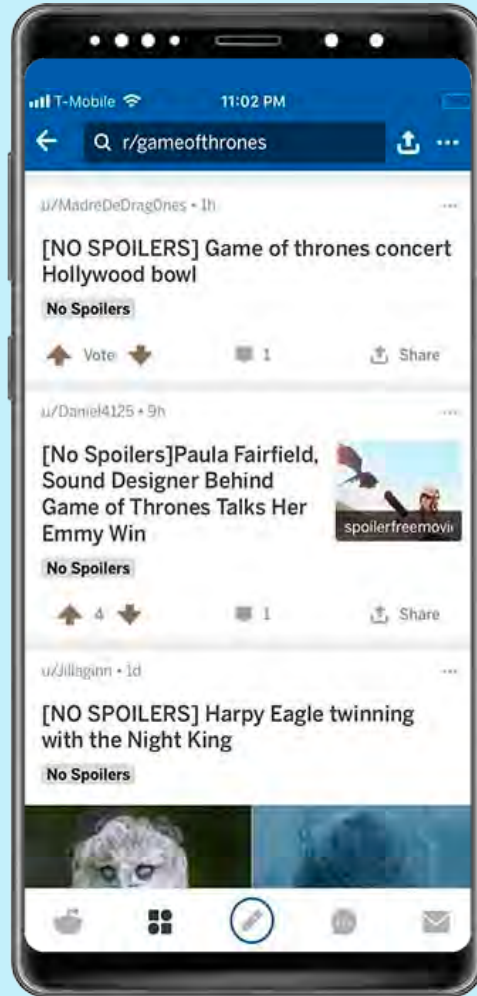 T-Mobile 11:02 PM
r/gameofthrones
u/MadreDeDrag0nes • 1h
[NO SPOILERS] Game of thrones concert
Hollywood bowl
No Spoilers
Vote 1 Share
u/Daniel4125 • 9h
[No Spoilers]Paula Fairfield,
Sound Designer Behind
Game of Thrones Talks Her
Emmy Win
spoilerfreemovi
No Spoilers
4 1 Share
u/Jillaginn • 1d
[NO SPOILERS] Harpy Eagle twinning
with the Night King
No Spoilers